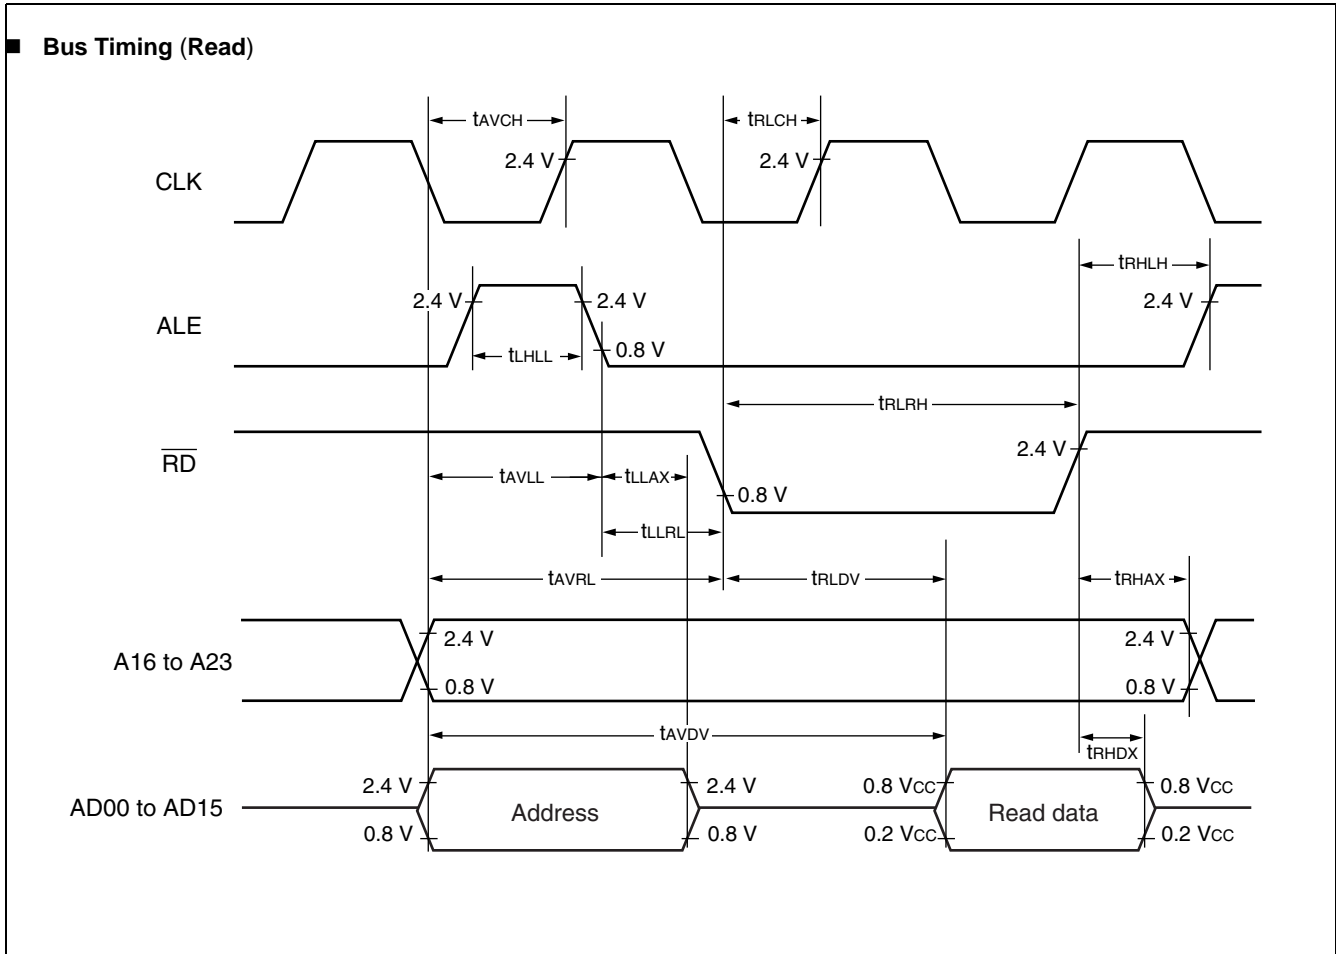 ■ Bus Timing (Read)
tAVCH
tRLCH
2.4 V
2.4 V
CLK
tRHLH
2.4 V
2.4 V
2.4 V
ALE
tLHLL
0.8 V
tRLRH
RD
2.4 V
tAVLL
tLLAX
0.8 V
tLLRL
tAVRL
tRLDV
tRHAX
2.4 V
2.4 V
A16 to A23
0.8 V
0.8 V
tAVDV
tRHDX
2.4 V
2.4 V
0.8 VCC
0.8 VCC
AD00 to AD15
Address
Read data
0.8 V
0.8 V
0.2 VCC
0.2 VCC